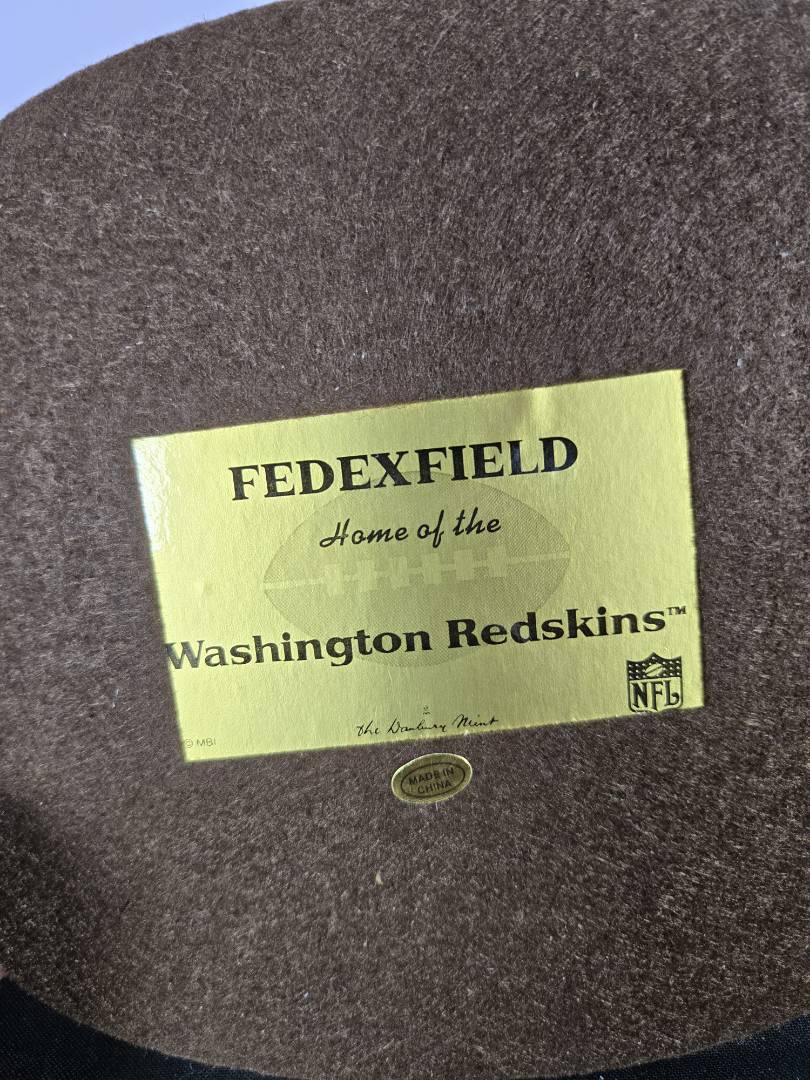 FEDEXFIELD
Home of the
Washington Redskins™
NFL
The Danbury Mint
© MBI
MADE IN
CHINA